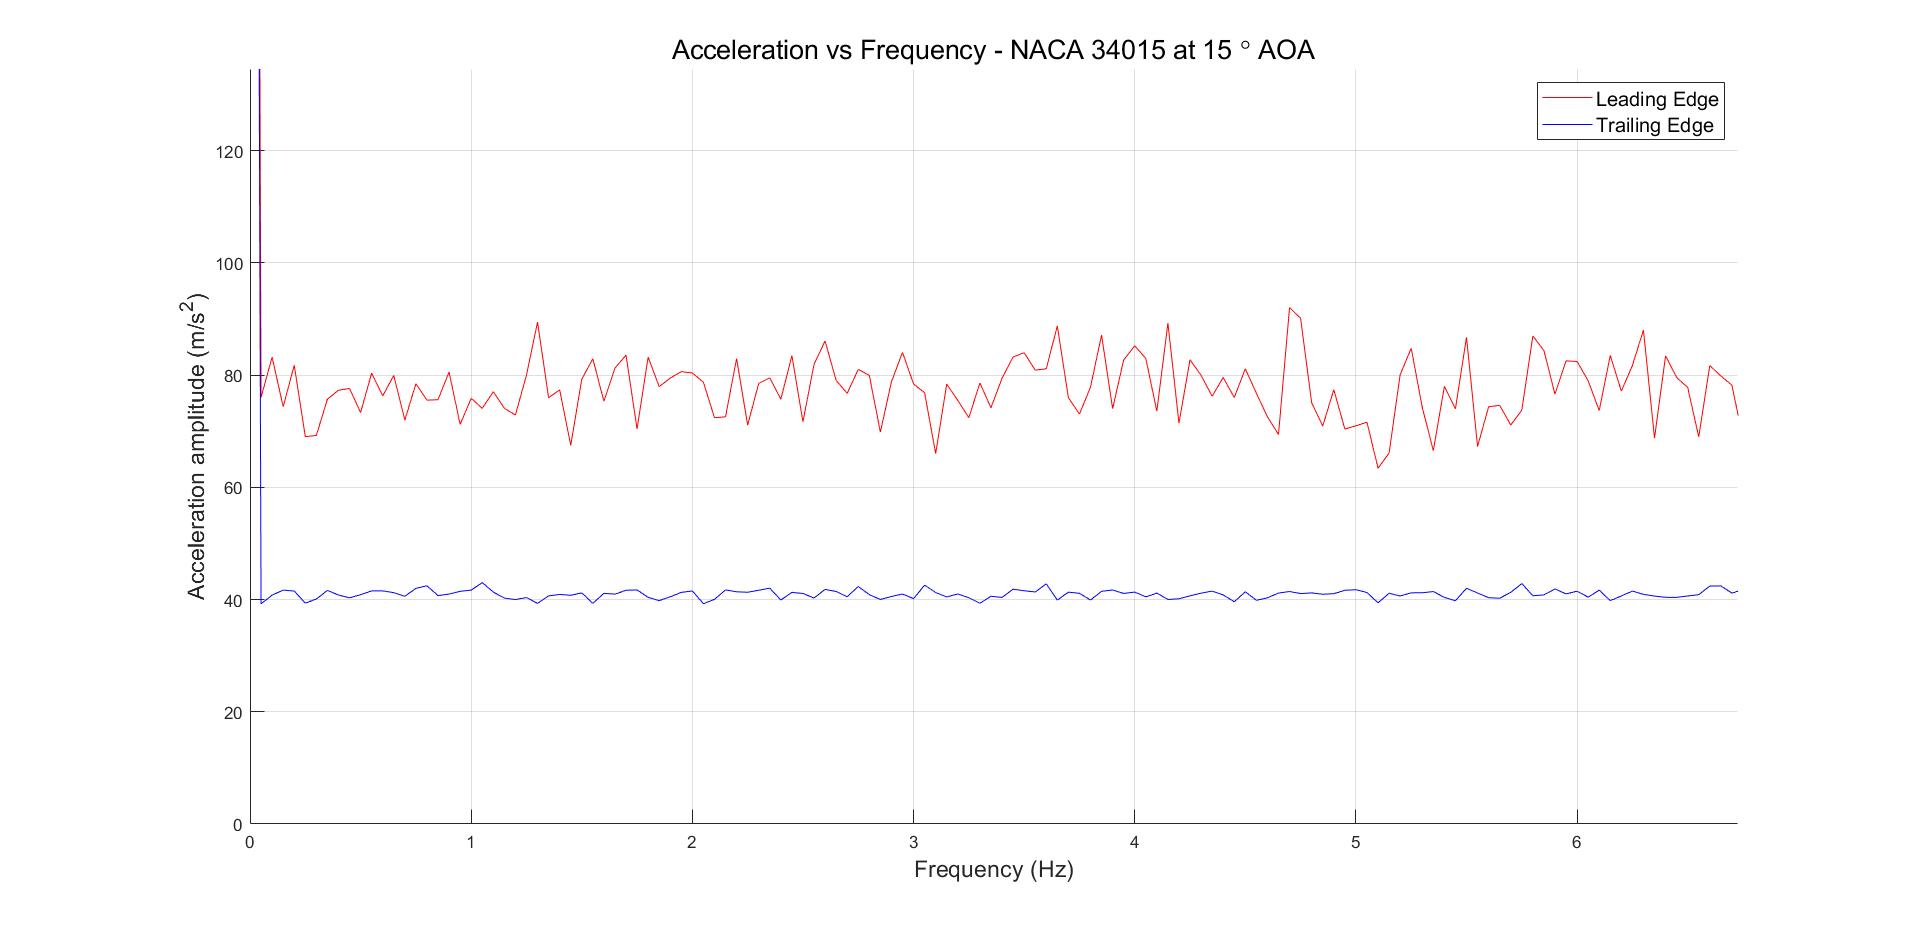 Acceleration vs Frequency - NACA 34015 at 15 ° AOA
Leading Edge
Trailing Edge
Acceleration amplitude (m/s²)
120
100
80
60
40
20
0
0 1 2 3 4 5 6
Frequency (Hz)